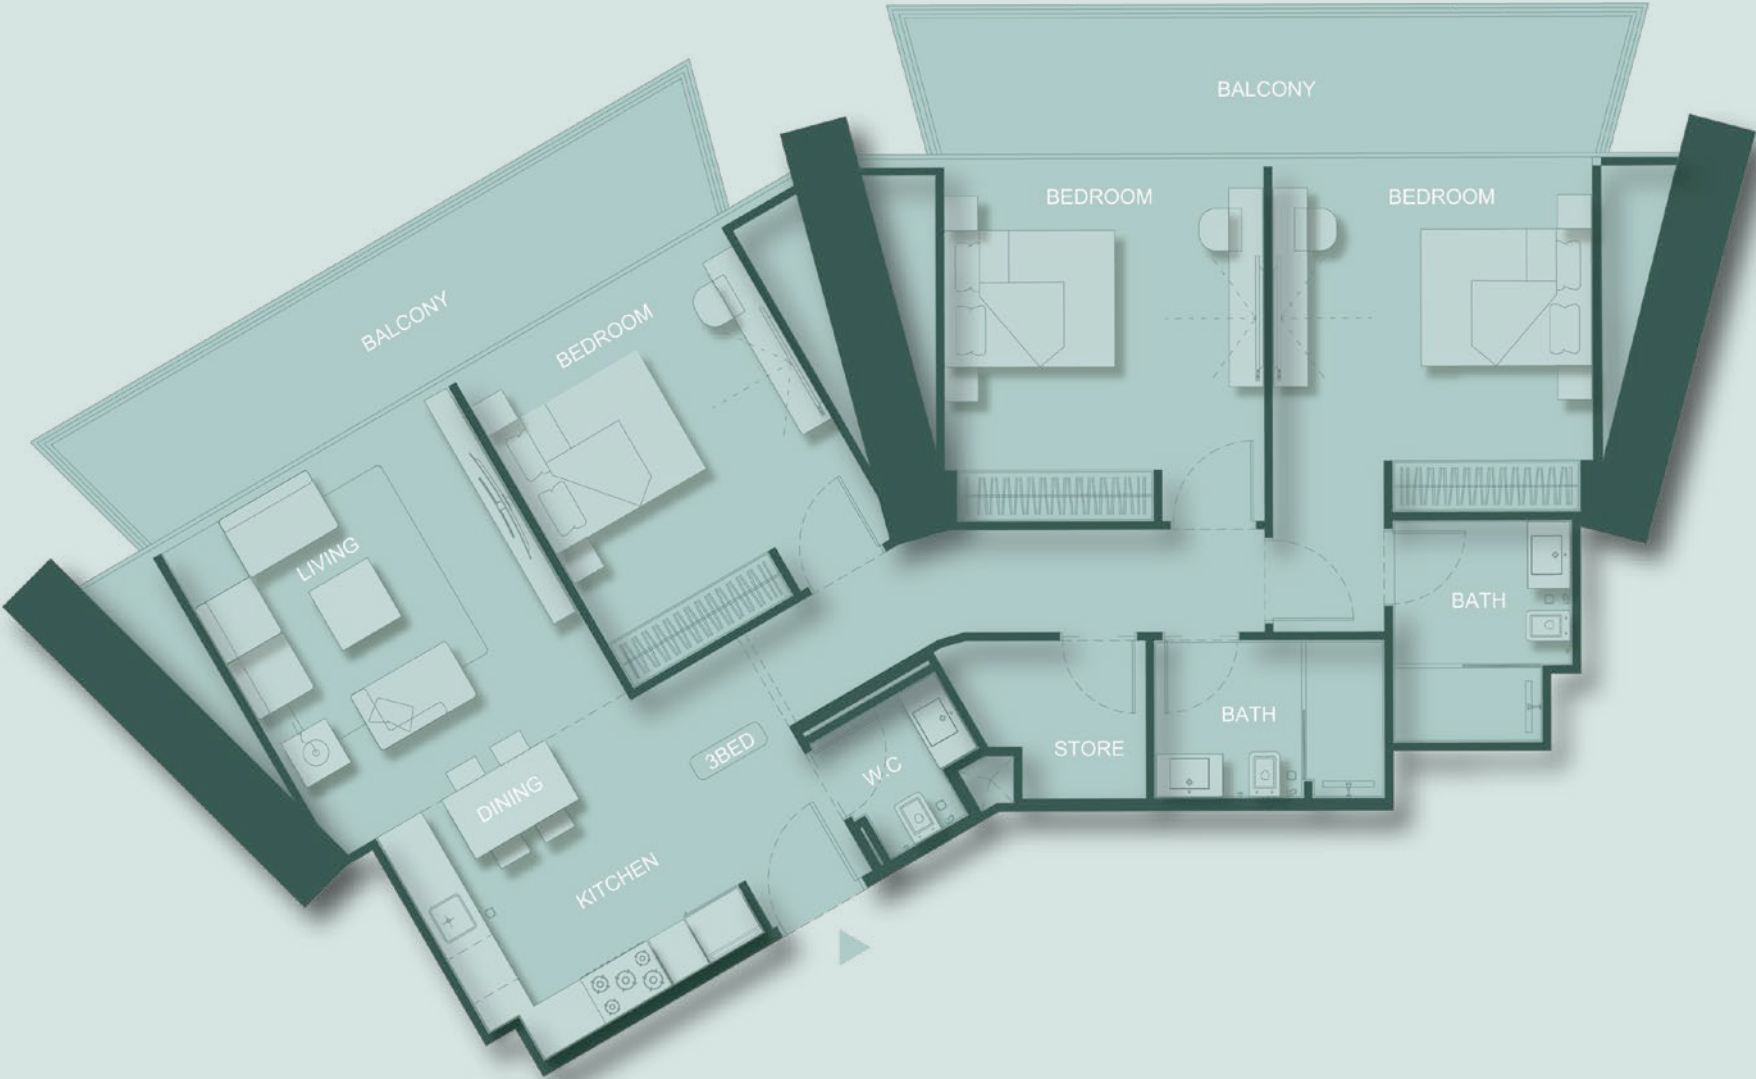 BALCONY
BEDROOM
BEDROOM
BALCONY
BEDROOM
LIVING
BATH
BATH
3BED
STORE
W.C
DINING
KITCHEN